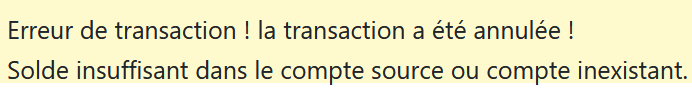 Erreur de transaction ! la transaction a été annulée !
Solde insuffisant dans le compte source ou compte inexistant.